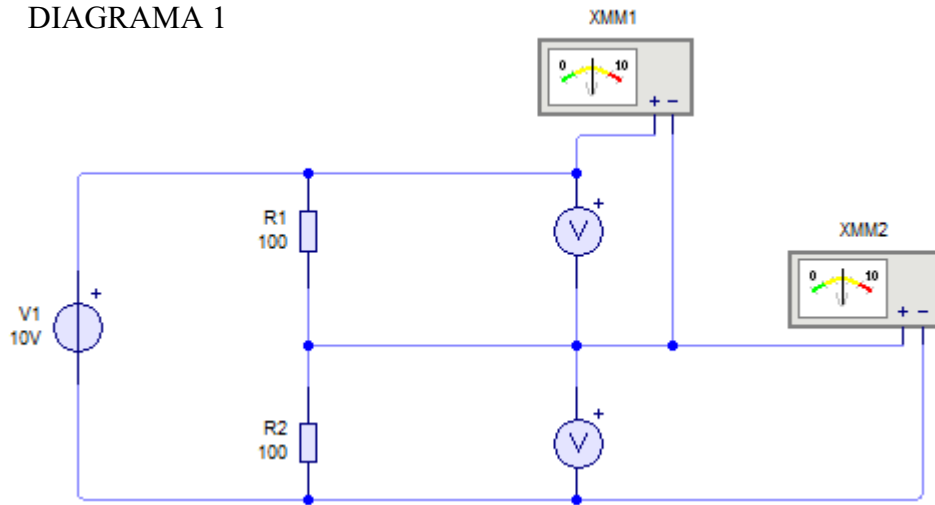 DIAGRAMA 1
XMM1
0 10
V
+ −
R1
100
V
+
XMM2
0 10
V
+ −
V1
10V
+
R2
100
V
+